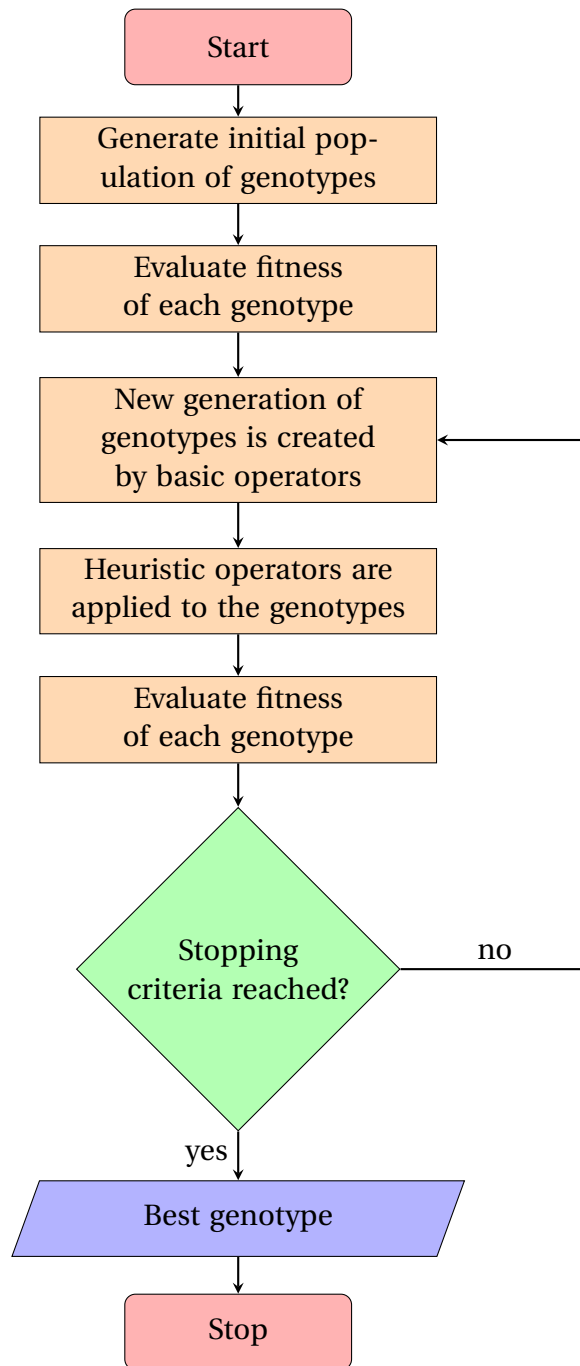 Start
Generate initial pop-
ulation of genotypes
Evaluate fitness
of each genotype
New generation of
genotypes is created
by basic operators
Heuristic operators are
applied to the genotypes
Evaluate fitness
of each genotype
Stopping
criteria reached?
no
yes
Best genotype
Stop